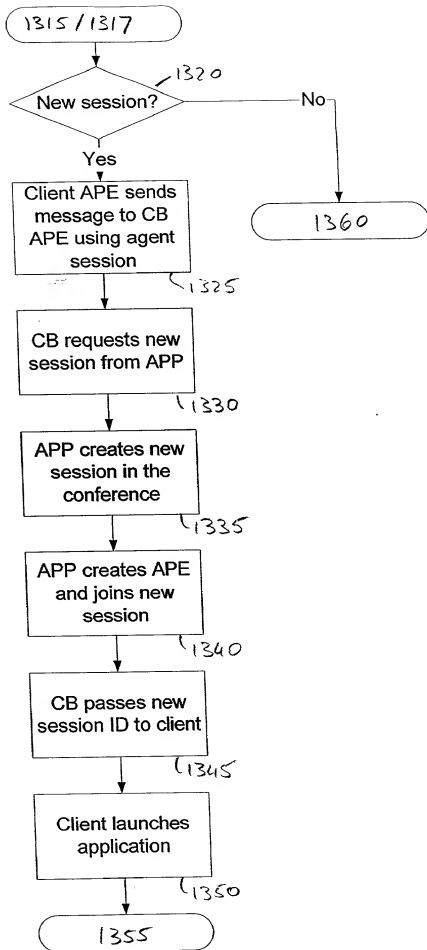 1315/1317
1320
New session?
No
Yes
1360
Client APE sends
message to CB
APE using agent
session
1325
CB requests new
session from APP
1330
APP creates new
session in the
conference
1335
APP creates APE
and joins new
session
1340
CB passes new
session ID to client
1345
Client launches
application
1350
1355